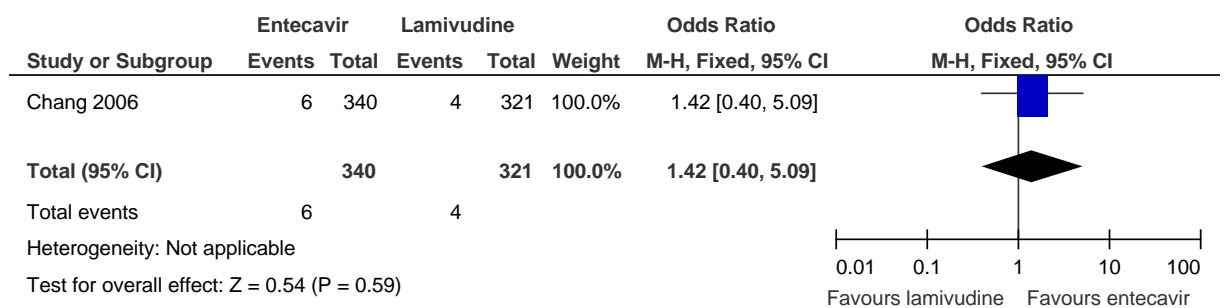 Entecavir Lamivudine Odds Ratio Odds Ratio
Study or Subgroup Events Total Events Total Weight M-H, Fixed, 95% CI M-H, Fixed, 95% CI
Chang 2006 6 340 4 321 100.0% 1.42 [0.40, 5.09]
Total (95% CI) 340 321 100.0% 1.42 [0.40, 5.09]
Total events 6 4
Heterogeneity: Not applicable
Test for overall effect: Z = 0.54 (P = 0.59)
0.01 0.1 1 10 100
Favours lamivudine Favours entecavir